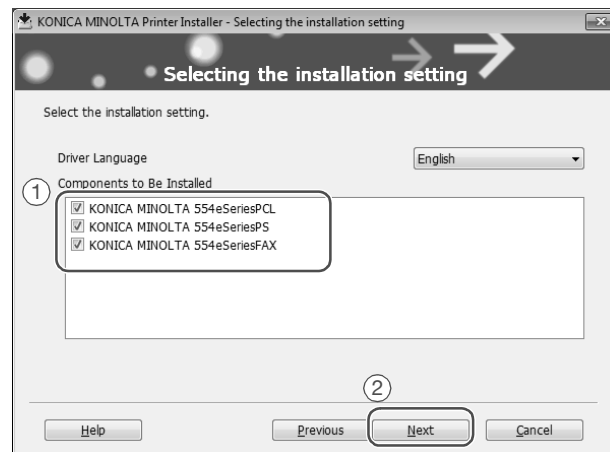 KONICA MINOLTA Printer Installer - Selecting the installation setting
Selecting the installation setting
Select the installation setting.
Driver Language English
Components to Be Installed
1
KONICA MINOLTA 554eSeriesPCL
KONICA MINOLTA 554eSeriesPS
KONICA MINOLTA 554eSeriesFAX
2
Help Previous Next Cancel